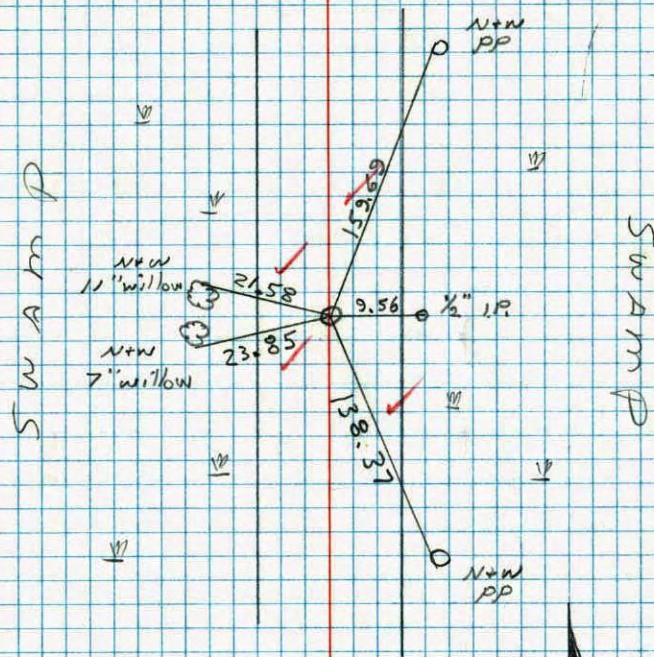 N+W
PP
Swamp
Swamp
N+W
11" willow
21.58
9.56
1/2" I.P.
23.85
N+W
7" willow
138.37
N+W
PP